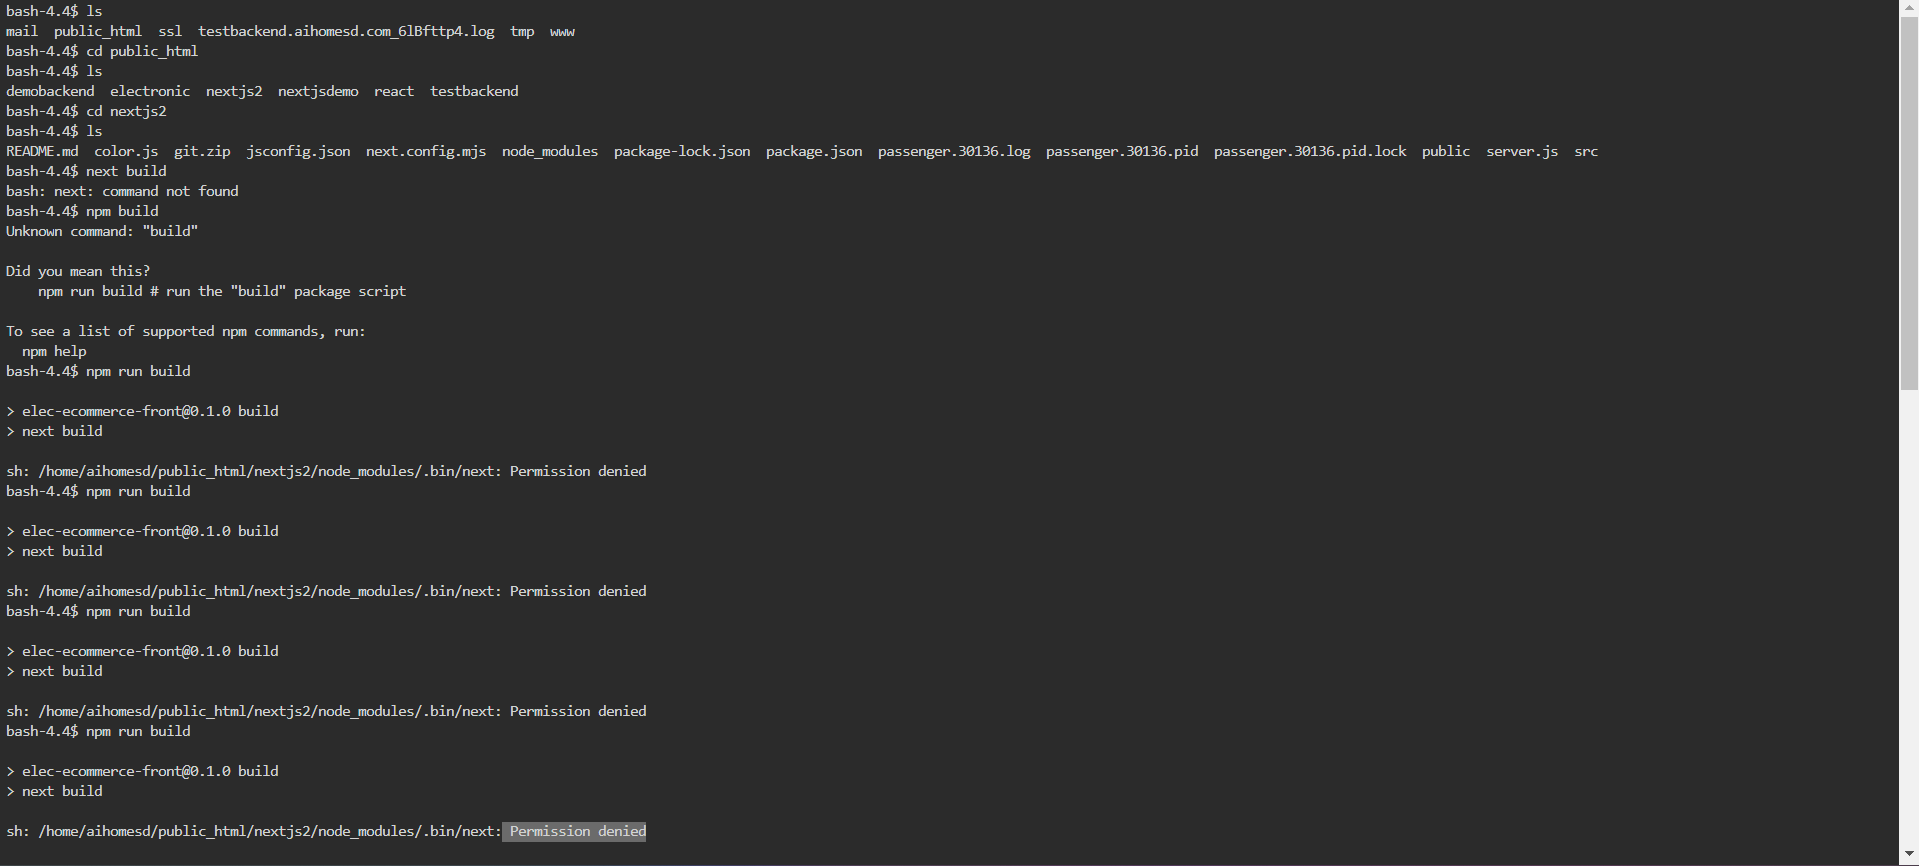 bash-4.4$ ls
mail  public_html  ssl  testbackend.aihomesd.com_6lBfttp4.log  tmp  www
bash-4.4$ cd public_html
bash-4.4$ ls
demobackend  electronic  nextjs2  nextjsdemo  react  testbackend
bash-4.4$ cd nextjs2
bash-4.4$ ls
README.md  color.js  git.zip  jsconfig.json  next.config.mjs  node_modules  package-lock.json  package.json  passenger.30136.log  passenger.30136.pid  passenger.30136.pid.lock  public  server.js  src
bash-4.4$ next build
bash: next: command not found
bash-4.4$ npm build
Unknown command: "build"

Did you mean this?
    npm run build # run the "build" package script

To see a list of supported npm commands, run:
  npm help
bash-4.4$ npm run build

> elec-ecommerce-front@0.1.0 build
> next build

sh: /home/aihomesd/public_html/nextjs2/node_modules/.bin/next: Permission denied
bash-4.4$ npm run build

> elec-ecommerce-front@0.1.0 build
> next build

sh: /home/aihomesd/public_html/nextjs2/node_modules/.bin/next: Permission denied
bash-4.4$ npm run build

> elec-ecommerce-front@0.1.0 build
> next build

sh: /home/aihomesd/public_html/nextjs2/node_modules/.bin/next: Permission denied
bash-4.4$ npm run build

> elec-ecommerce-front@0.1.0 build
> next build

sh: /home/aihomesd/public_html/nextjs2/node_modules/.bin/next: Permission denied